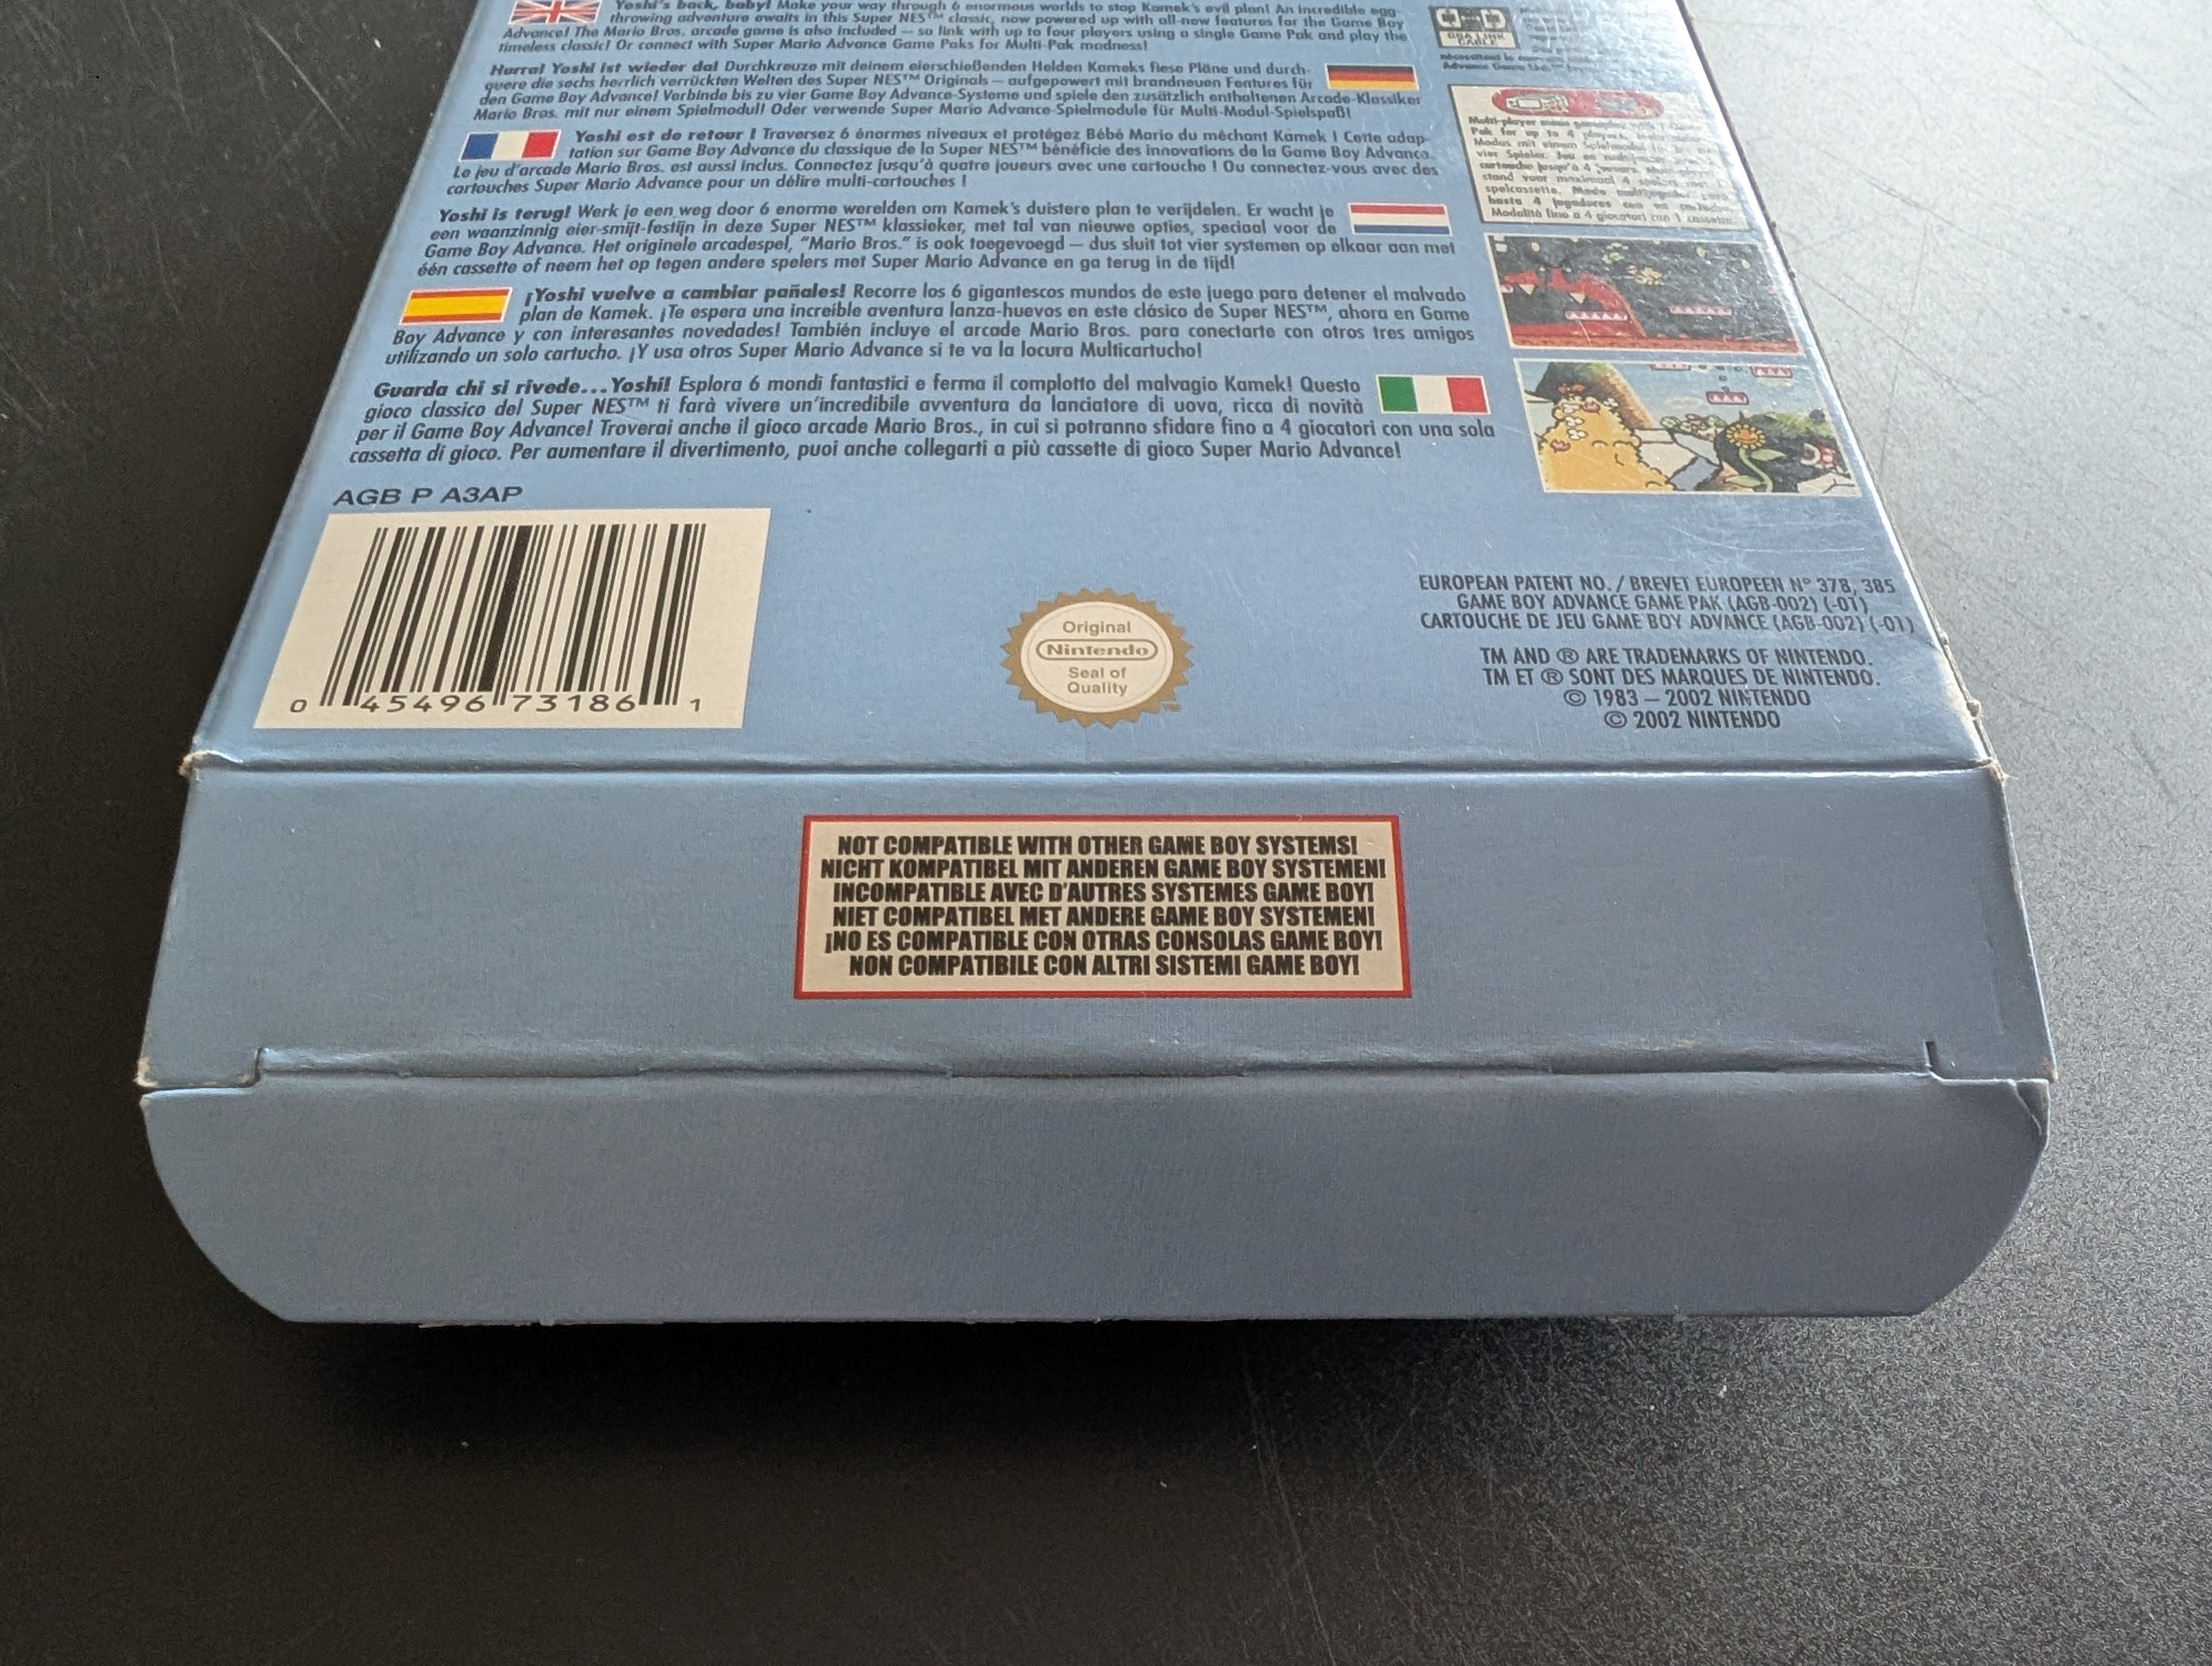 Yoshi's back, baby! Make your way through 6 enormous worlds to stop Kamek's evil plan! An incredible egg-
throwing adventure awaits in this Super NES™ classic, now powered up with all-new features for the Game Boy
Advance! The Mario Bros. arcade game is also included – so link with up to four players using a single Game Pak and play the
timeless classic! Or connect with Super Mario Advance Game Paks for Multi-Pak madness!
Hurra! Yoshi ist wieder da! Durchkreuze mit deinem eierschießenden Helden Kameks fiese Pläne und durch-
quere die sechs herrlich verrückten Welten des Super NES™ Originals – aufgepowert mit brandneuen Features für
den Game Boy Advance! Verbinde bis zu vier Game Boy Advance-Systeme und spiele den zusätzlich enthaltenen Arcade-Klassiker
Mario Bros. mit nur einem Spielmodul! Oder verwende Super Mario Advance-Spielmodule für Multi-Modul-Spielspaß!
Yoshi est de retour ! Traversez 6 énormes niveaux et protégez Bébé Mario du méchant Kamek ! Cette adap-
tation sur Game Boy Advance du classique de la Super NES™ bénéficie des innovations de la Game Boy Advance.
Le jeu d'arcade Mario Bros. est aussi inclus. Connectez jusqu'à quatre joueurs avec une cartouche ! Ou connectez-vous avec des
cartouches Super Mario Advance pour un délire multi-cartouches !
Yoshi is terug! Werk je een weg door 6 enorme werelden om Kamek's duistere plan te verijdelen. Er wacht je
een waanzinnig eier-smijt-festijn in deze Super NES™ klassieker, met tal van nieuwe opties, speciaal voor de
Game Boy Advance. Het originele arcadespel, "Mario Bros." is ook toegevoegd – dus sluit tot vier systemen op elkaar aan met
één cassette of neem het op tegen andere spelers met Super Mario Advance en ga terug in de tijd!
¡Yoshi vuelve a cambiar pañales! Recorre los 6 gigantescos mundos de este juego para detener el malvado
plan de Kamek. ¡Te espera una increíble aventura lanza-huevos en este clásico de Super NES™, ahora en Game
Boy Advance y con interesantes novedades! También incluye el arcade Mario Bros. para conectarte con otros tres amigos
utilizando un solo cartucho. ¡Y usa otros Super Mario Advance si te va la locura Multicartucho!
Guarda chi si rivede...Yoshi! Esplora 6 mondi fantastici e ferma il complotto del malvagio Kamek! Questo
gioco classico del Super NES™ ti farà vivere un'incredibile avventura da lanciatore di uova, ricca di novità
per il Game Boy Advance! Troverai anche il gioco arcade Mario Bros., in cui si potranno sfidare fino a 4 giocatori con una sola
cassetta di gioco. Per aumentare il divertimento, puoi anche collegarti a più cassette di gioco Super Mario Advance!
GBA LINK
CABLE
Modalità fino a 4 giocatori con 1 cassetta
AGB P A3AP
0 45496 73186 1
Original
Nintendo
Seal of
Quality
TM
EUROPEAN PATENT NO. / BREVET EUROPEEN N° 378, 385
GAME BOY ADVANCE GAME PAK (AGB-002) (-01)
CARTOUCHE DE JEU GAME BOY ADVANCE (AGB-002) (-01)
TM AND ® ARE TRADEMARKS OF NINTENDO.
TM ET ® SONT DES MARQUES DE NINTENDO.
© 1983 – 2002 NINTENDO
© 2002 NINTENDO
NOT COMPATIBLE WITH OTHER GAME BOY SYSTEMS!
NICHT KOMPATIBEL MIT ANDEREN GAME BOY SYSTEMEN!
INCOMPATIBLE AVEC D'AUTRES SYSTEMES GAME BOY!
NIET COMPATIBEL MET ANDERE GAME BOY SYSTEMEN!
¡NO ES COMPATIBLE CON OTRAS CONSOLAS GAME BOY!
NON COMPATIBILE CON ALTRI SISTEMI GAME BOY!